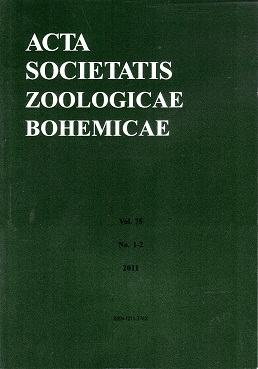 ACTA
SOCIETATIS
ZOOLOGICAE
BOHEMICAE
Vol. 75
No. 1-2
2011